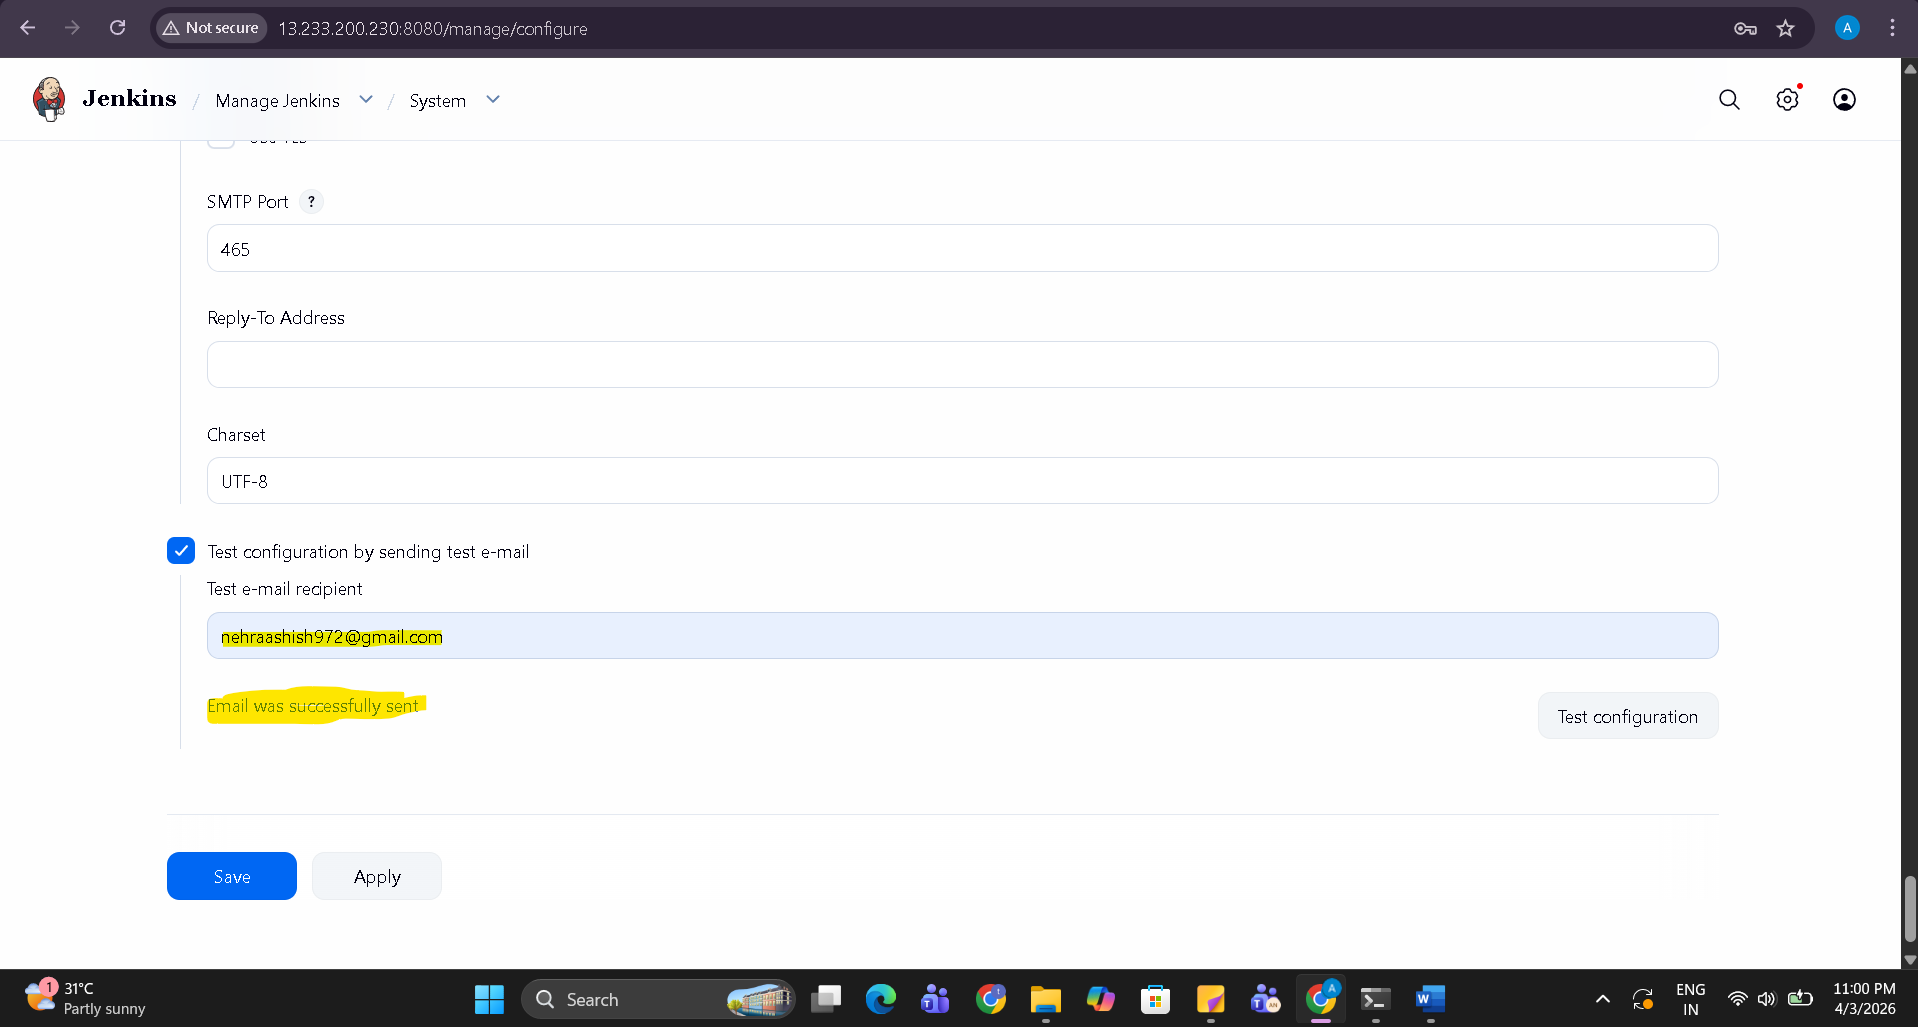 Not secure 13.233.200.230:8080/manage/configure
A
Jenkins / Manage Jenkins / System
SMTP Port ?
465
Reply-To Address
Charset
UTF-8
Test configuration by sending test e-mail
Test e-mail recipient
nehraashish972@gmail.com
Email was successfully sent
Test configuration
Save Apply
1 31°C
Partly sunny
Search
ENG
IN
11:00 PM
4/3/2026